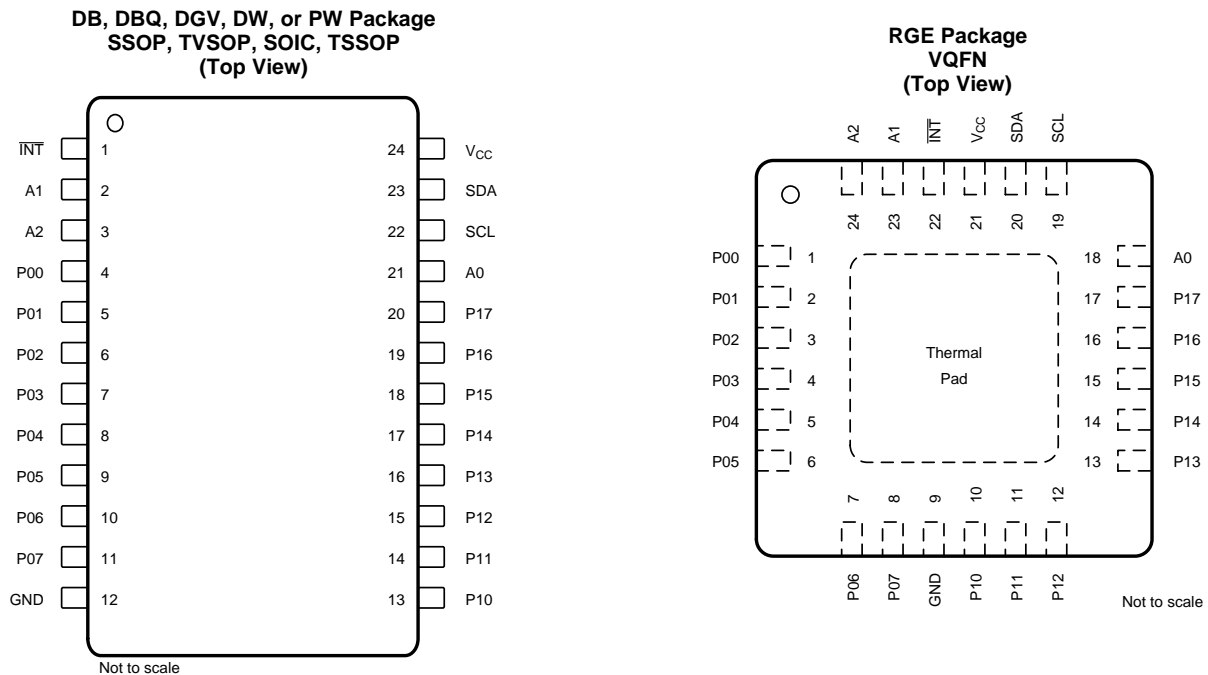 DB, DBQ, DGV, DW, or PW Package
SSOP, TVSOP, SOIC, TSSOP
(Top View)
INT 1 24 VCC
A1 2 23 SDA
A2 3 22 SCL
P00 4 21 A0
P01 5 20 P17
P02 6 19 P16
P03 7 18 P15
P04 8 17 P14
P05 9 16 P13
P06 10 15 P12
P07 11 14 P11
GND 12 13 P10
Not to scale
RGE Package
VQFN
(Top View)
A2 A1 INT VCC SDA SCL
24 23 22 21 20 19
P00 1 18 A0
P01 2 17 P17
P02 3 16 P16
P03 4 15 P15
P04 5 14 P14
P05 6 13 P13
Thermal
Pad
7 8 9 10 11 12
P06 P07 GND P10 P11 P12
Not to scale